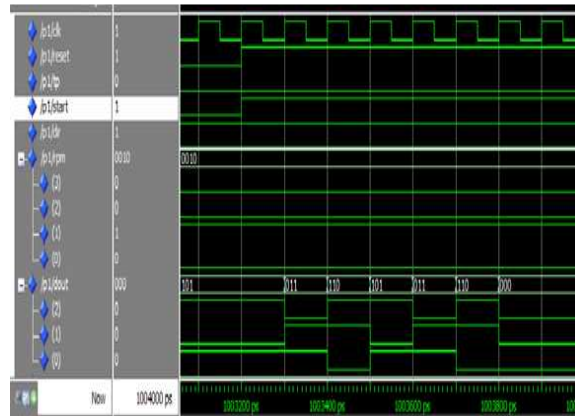 /p1/clk 1
/p1/reset 1
/p1/tp 0
/p1/start 1
/p1/dir 1
/p1/rpm 0010 0010
(3) 0
(2) 0
(1) 1
(0) 0
/p1/dout 000 101 011 110 101 011 110 000
(2) 0
(1) 0
(0) 0
Now 1004000 ps 1003200 ps 1003400 ps 1003600 ps 1003800 ps